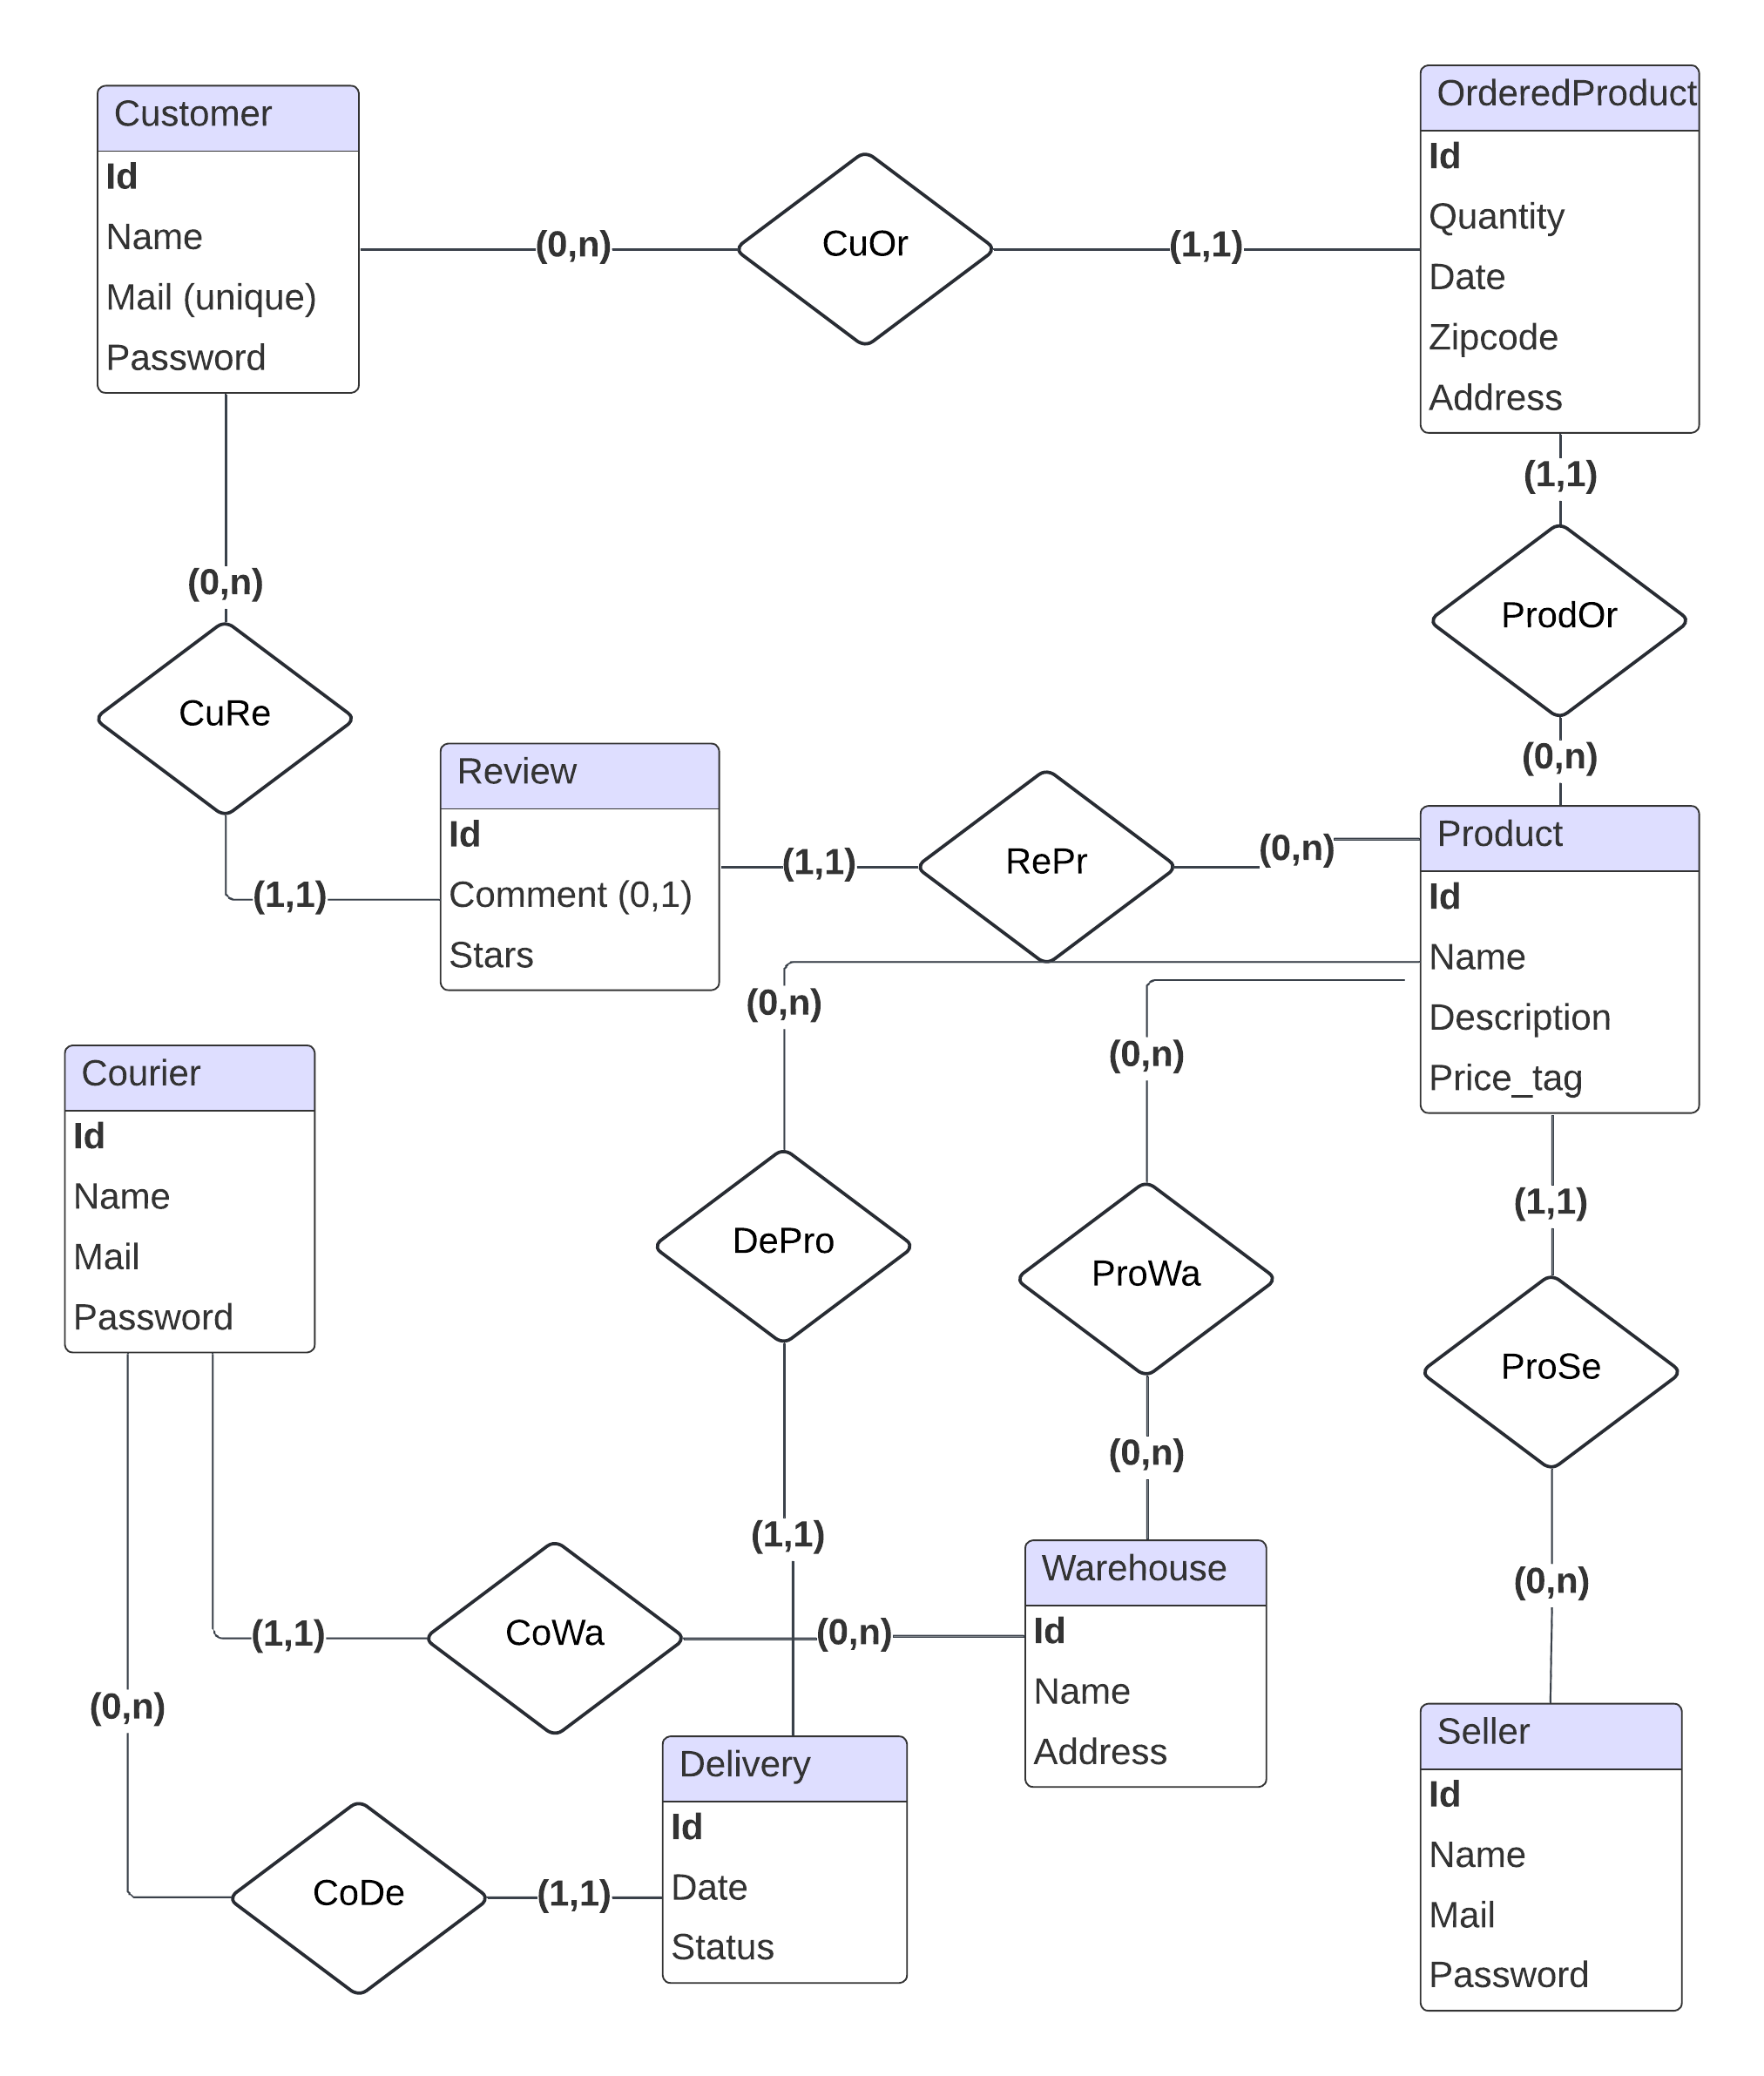 Customer
Id
Name
Mail (unique)
Password
(0,n)
CuOr
(1,1)
OrderedProduct
Id
Quantity
Date
Zipcode
Address
(1,1)
ProdOr
(0,n)
(0,n)
CuRe
(1,1)
Review
Id
Comment (0,1)
Stars
(1,1)
RePr
(0,n)
Product
Id
Name
Description
Price_tag
(0,n)
DePro
(1,1)
(0,n)
ProWa
(0,n)
(1,1)
ProSe
(0,n)
Courier
Id
Name
Mail
Password
(1,1)
CoWa
(0,n)
Warehouse
Id
Name
Address
(0,n)
CoDe
(1,1)
Delivery
Id
Date
Status
Seller
Id
Name
Mail
Password